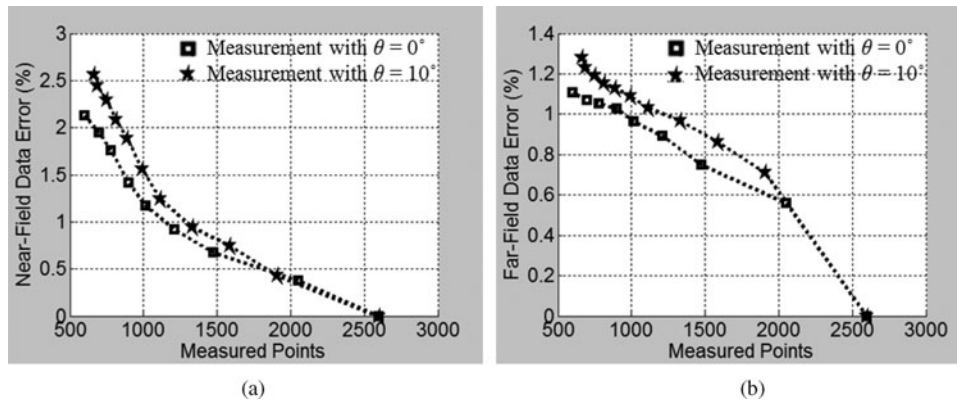 3
2.5
2
1.5
1
0.5
0
Near-Field Data Error (%)
Measurement with θ = 0°
Measurement with θ = 10°
500 1000 1500 2000 2500 3000
Measured Points
(a)
1.4
1.2
1
0.8
0.6
0.4
0.2
0
Far-Field Data Error (%)
Measurement with θ = 0°
Measurement with θ = 10°
500 1000 1500 2000 2500 3000
Measured Points
(b)